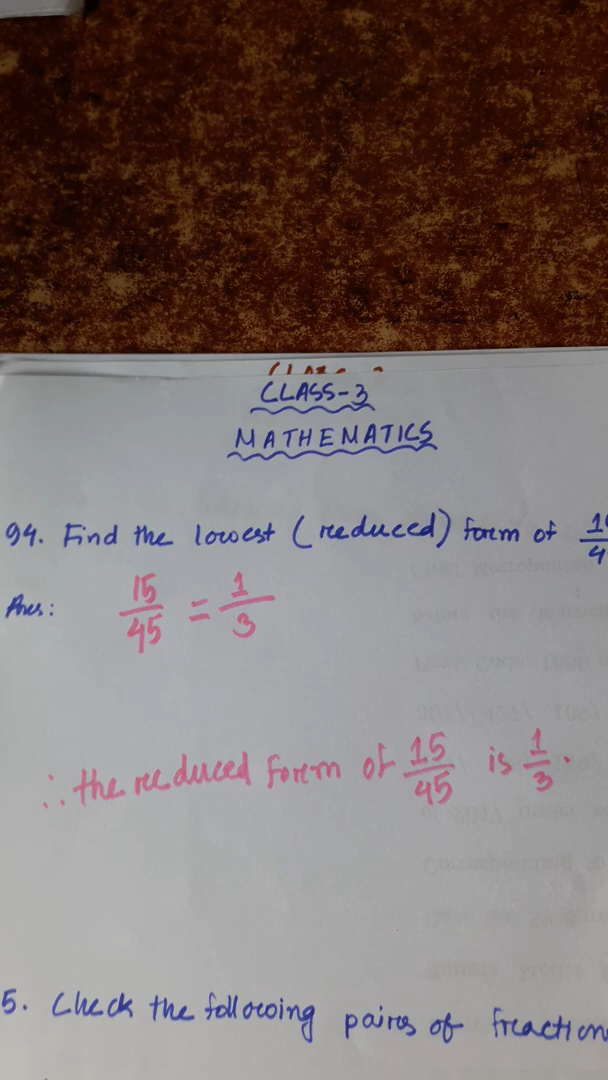 CLASS-3
MATHEMATICS
94. Find the lowest (reduced) form of
Ans: 15/45 = 1/3
∴ the reduced form of 15/45 is 1/3.
5. Check the following pairs of fraction